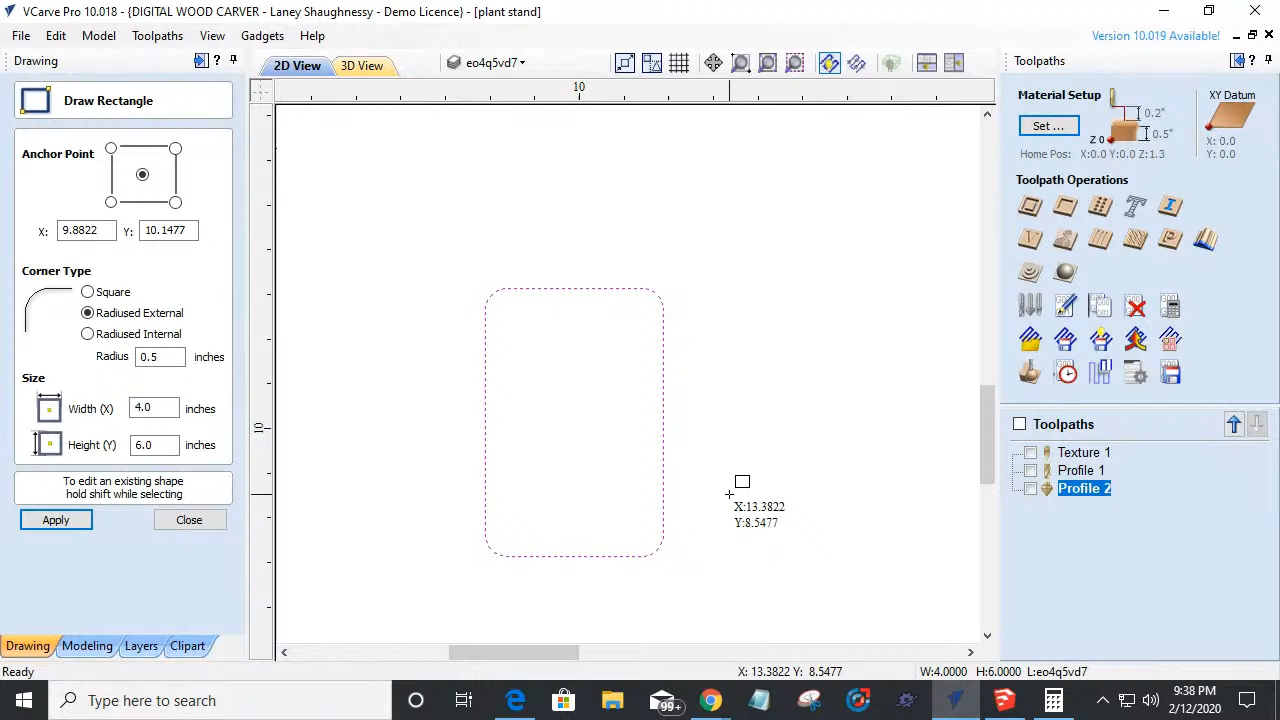 VCarve Pro 10.018 - {DIGITAL WOOD CARVER - Laney Shaughnessy - Demo Licence} - [plant stand]
File Edit Model Toolpaths View Gadgets Help
Version 10.019 Available!
Drawing
?
2D View
3D View
eo4q5vd7
Toolpaths
?
Draw Rectangle
Anchor Point
X: 9.8822 Y: 10.1477
Corner Type
Square
Radiused External
Radiused Internal
Radius 0.5 inches
Size
Width (X) 4.0 inches
Height (Y) 6.0 inches
To edit an existing shape
hold shift while selecting
Apply Close
Drawing Modeling Layers Clipart
10
10
X:13.3822
Y:8.5477
Material Setup
Set ...
0.2"
0.5"
Z 0
Home Pos: X:0.0 Y:0.0 Z:1.3
XY Datum
X: 0.0
Y: 0.0
Toolpath Operations
Toolpaths
Texture 1
Profile 1
Profile 2
Ready
X: 13.3822 Y: 8.5477
W:4.0000 H:6.0000 L:eo4q5vd7
Type here to search
99+
9:38 PM
2/12/2020